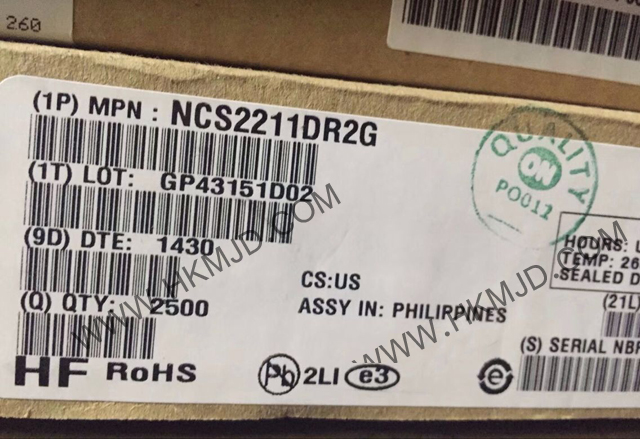 260
(1P) MPN : NCS2211DR2G
(1T) LOT: GP43151D02
(9D) DTE: 1430
(Q) QTY: 2500
HF RoHS
CS:US
ASSY IN: PHILIPPINES
Pb 2LI e3
e
QUALITY
ON
PO012
HOURS:
TEMP: 26
SEALED D
(21L)
(S) SERIAL NBR
WWW.HKMJD.COM
WWW.HKMJD.COM